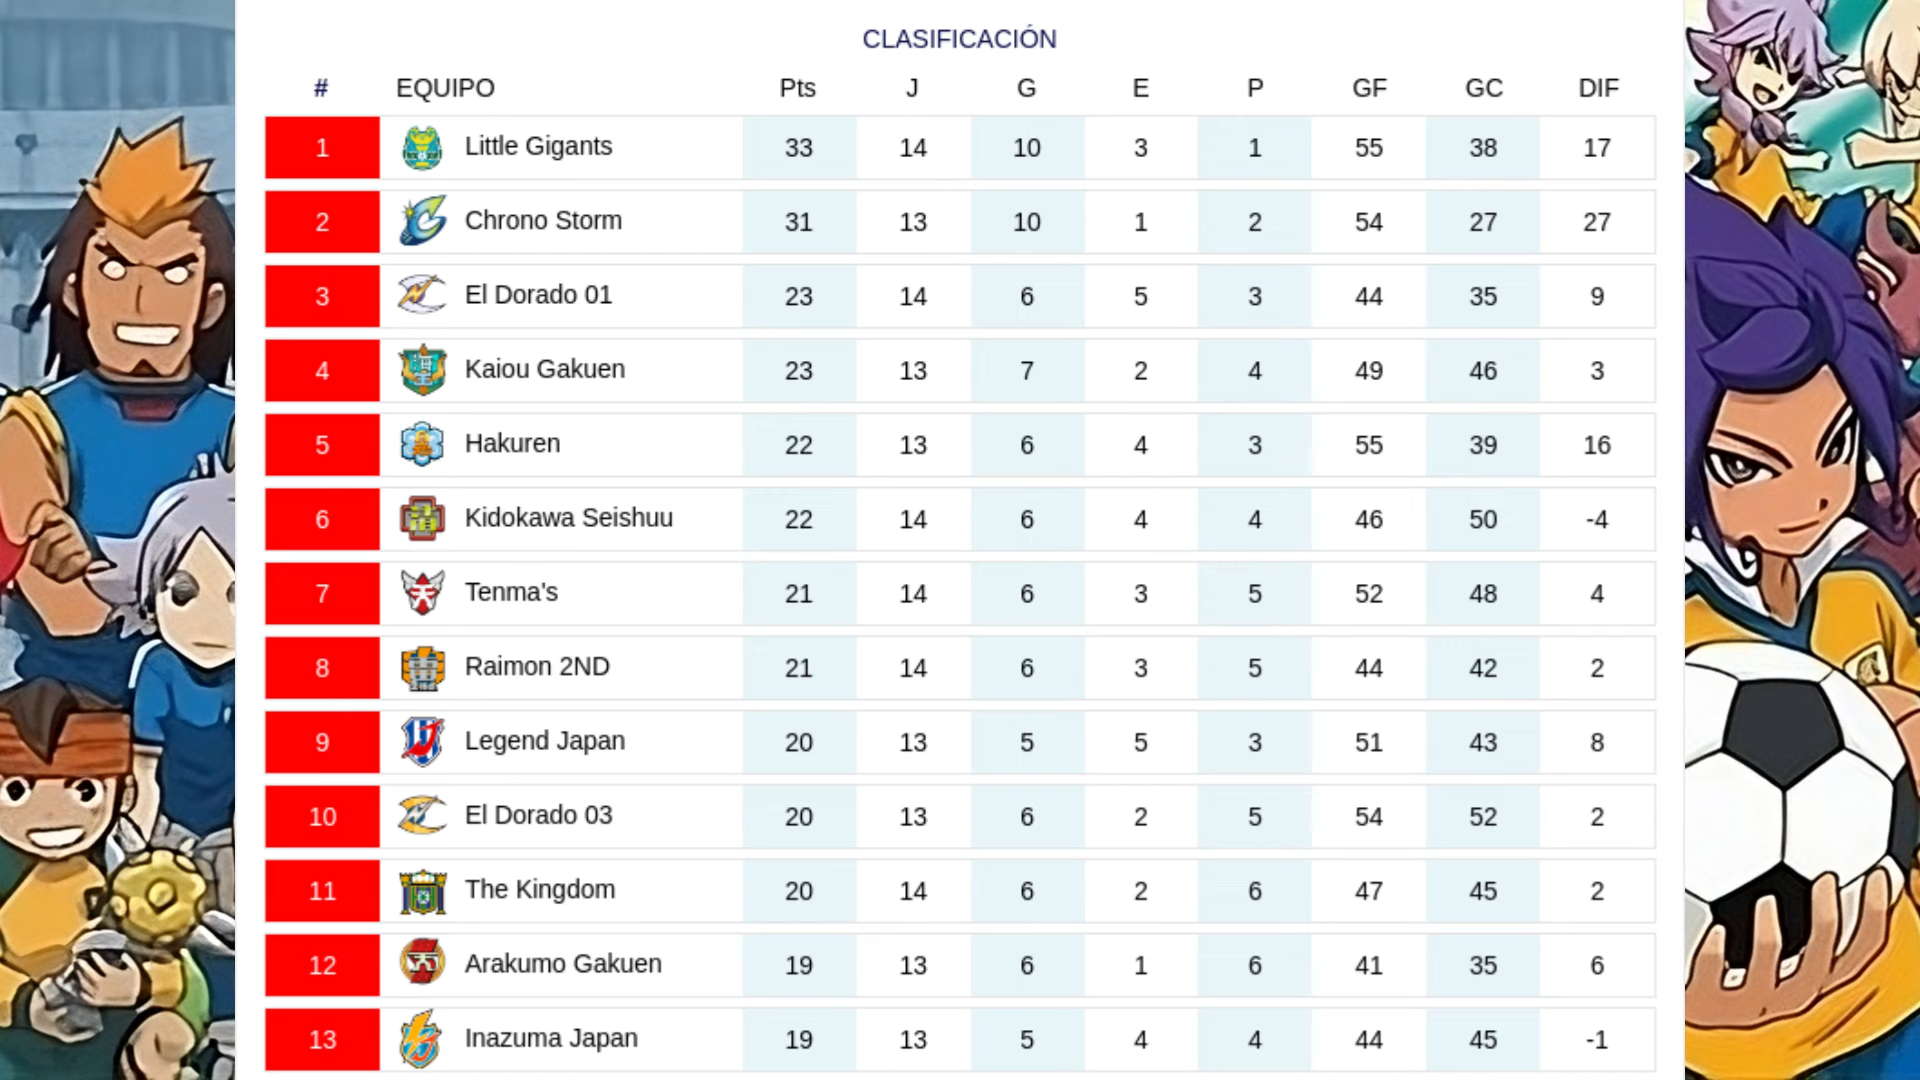 CLASIFICACIÓN
# EQUIPO Pts J G E P GF GC DIF
1 Little Gigants 33 14 10 3 1 55 38 17
2 Chrono Storm 31 13 10 1 2 54 27 27
3 El Dorado 01 23 14 6 5 3 44 35 9
4 Kaiou Gakuen 23 13 7 2 4 49 46 3
5 Hakuren 22 13 6 4 3 55 39 16
6 Kidokawa Seishuu 22 14 6 4 4 46 50 -4
7 Tenma's 21 14 6 3 5 52 48 4
8 Raimon 2ND 21 14 6 3 5 44 42 2
9 Legend Japan 20 13 5 5 3 51 43 8
10 El Dorado 03 20 13 6 2 5 54 52 2
11 The Kingdom 20 14 6 2 6 47 45 2
12 Arakumo Gakuen 19 13 6 1 6 41 35 6
13 Inazuma Japan 19 13 5 4 4 44 45 -1